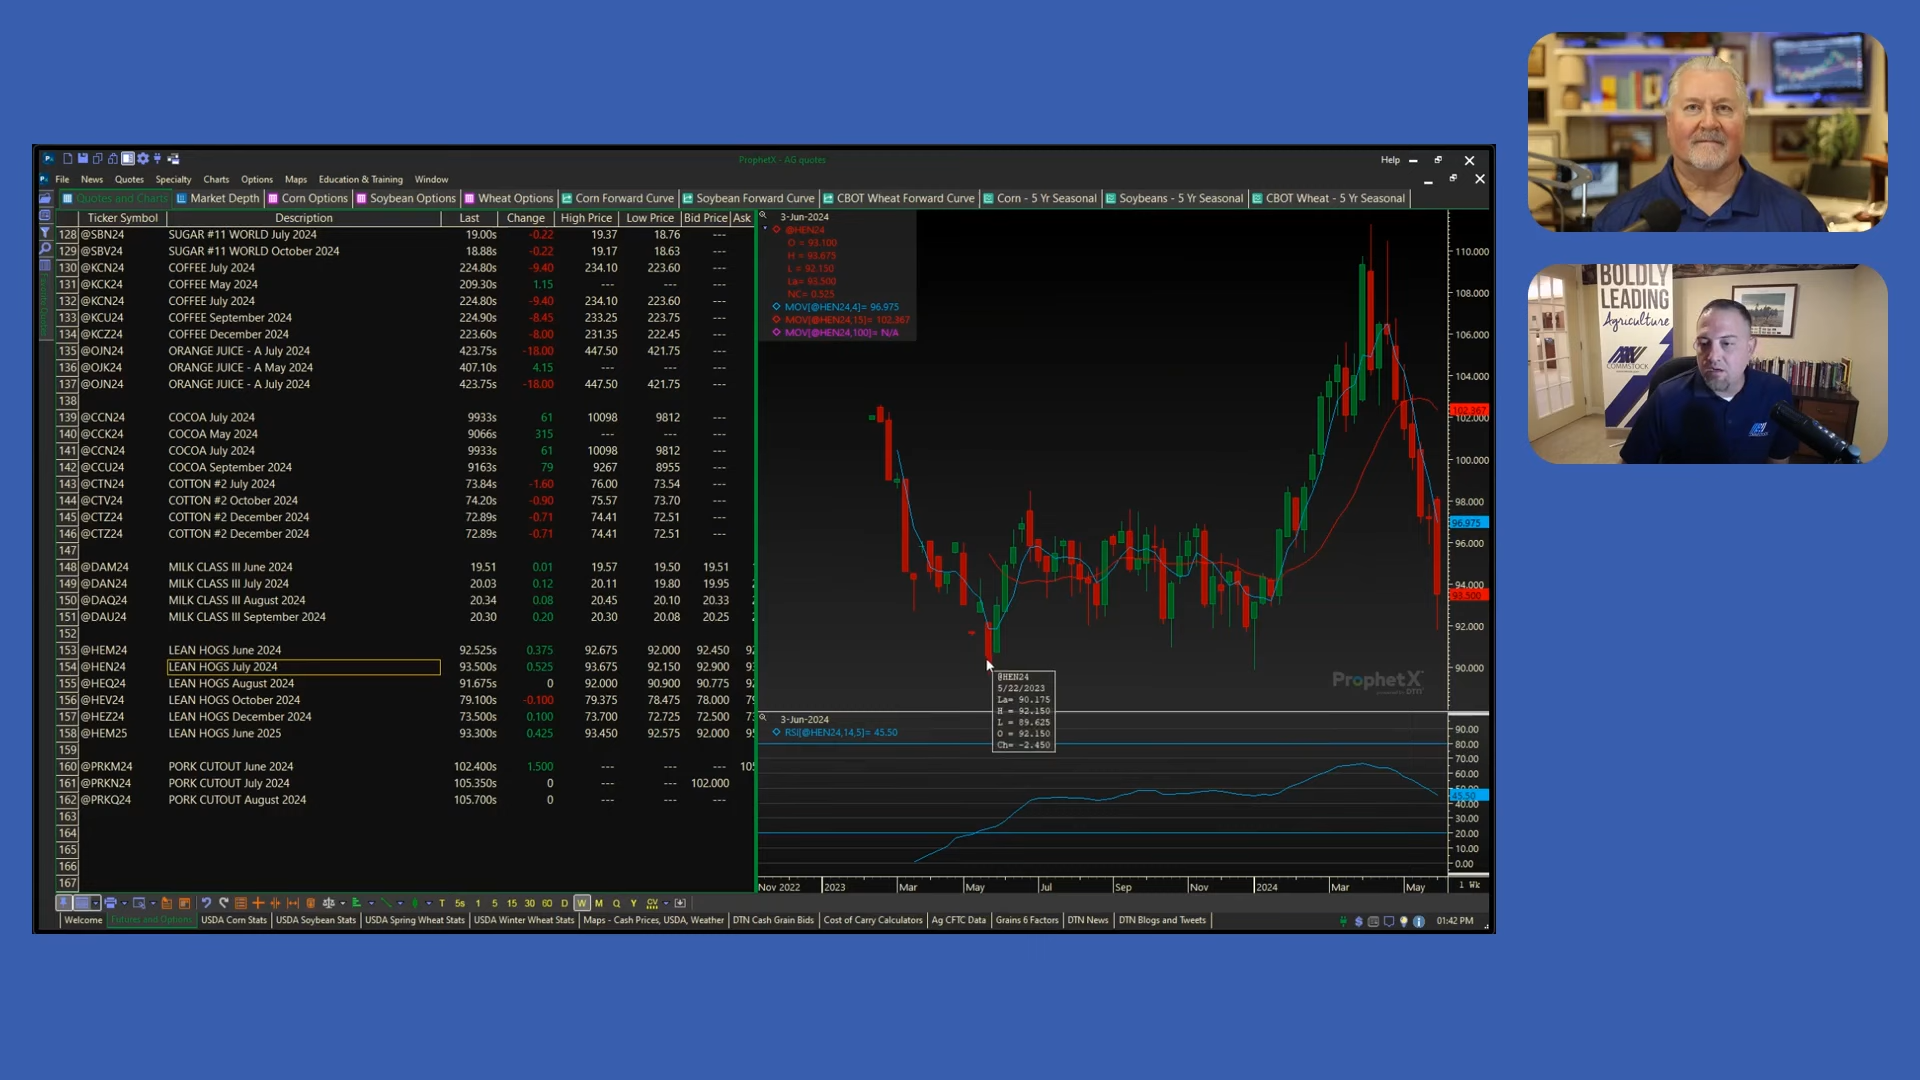 ProphetX - AG quotes
Help
File News Quotes Specialty Charts Options Maps Education & Training Window
Quotes and Charts Market Depth Corn Options Soybean Options Wheat Options Corn Forward Curve Soybean Forward Curve CBOT Wheat Forward Curve Corn - 5 Yr Seasonal Soybeans - 5 Yr Seasonal CBOT Wheat - 5 Yr Seasonal
Ticker Symbol Description Last Change High Price Low Price Bid Price Ask
128 @SBN24 SUGAR #11 WORLD July 2024 19.00s -0.22 19.37 18.76 ---
129 @SBV24 SUGAR #11 WORLD October 2024 18.88s -0.22 19.17 18.63 ---
130 @KCN24 COFFEE July 2024 224.80s -9.40 234.10 223.60 ---
131 @KCK24 COFFEE May 2024 209.30s 1.15 --- --- ---
132 @KCN24 COFFEE July 2024 224.80s -9.40 234.10 223.60 ---
133 @KCU24 COFFEE September 2024 224.90s -8.45 233.25 223.75 ---
134 @KCZ24 COFFEE December 2024 223.60s -8.00 231.35 222.45 ---
135 @OJN24 ORANGE JUICE - A July 2024 423.75s -18.00 447.50 421.75 ---
136 @OJK24 ORANGE JUICE - A May 2024 407.10s 4.15 --- --- ---
137 @OJN24 ORANGE JUICE - A July 2024 423.75s -18.00 447.50 421.75 ---
138
139 @CCN24 COCOA July 2024 9933s 61 10098 9812 ---
140 @CCK24 COCOA May 2024 9066s 315 --- --- ---
141 @CCN24 COCOA July 2024 9933s 61 10098 9812 ---
142 @CCU24 COCOA September 2024 9163s 79 9267 8955 ---
143 @CTN24 COTTON #2 July 2024 73.84s -1.60 76.00 73.54 ---
144 @CTV24 COTTON #2 October 2024 74.20s -0.90 75.57 73.70 ---
145 @CTZ24 COTTON #2 December 2024 72.89s -0.71 74.41 72.51 ---
146 @CTZ24 COTTON #2 December 2024 72.89s -0.71 74.41 72.51 ---
147
148 @DAM24 MILK CLASS III June 2024 19.51 0.01 19.57 19.50 19.51
149 @DAN24 MILK CLASS III July 2024 20.03 0.12 20.11 19.80 19.95
150 @DAQ24 MILK CLASS III August 2024 20.34 0.08 20.45 20.10 20.33
151 @DAU24 MILK CLASS III September 2024 20.30 0.20 20.30 20.08 20.25
152
153 @HEM24 LEAN HOGS June 2024 92.525s 0.375 92.675 92.000 92.450 92
154 @HEN24 LEAN HOGS July 2024 93.500s 0.525 93.675 92.150 92.900 93
155 @HEQ24 LEAN HOGS August 2024 91.675s 0 92.000 90.900 90.775 92
156 @HEV24 LEAN HOGS October 2024 79.100s -0.100 79.375 78.475 78.000 7
157 @HEZ24 LEAN HOGS December 2024 73.500s 0.100 73.700 72.725 72.500 7
158 @HEM25 LEAN HOGS June 2025 93.300s 0.425 93.450 92.575 92.000 95
159
160 @PRKM24 PORK CUTOUT June 2024 102.400s 1.500 --- --- --- 10
161 @PRKN24 PORK CUTOUT July 2024 105.350s 0 --- --- 102.000
162 @PRKQ24 PORK CUTOUT August 2024 105.700s 0 --- --- ---
163
164
165
166
167
3-Jun-2024
@HEN24
O = 93.100
H = 93.675
L = 92.150
La= 93.500
NC= 0.525
MOV[@HEN24,4]= 96.975
MOV[@HEN24,15]= 102.367
MOV[@HEN24,100]= N/A
110.000
108.000
106.000
104.000
102.367
102.000
100.000
98.000
96.975
96.000
94.000
93.500
92.000
90.000
ProphetX
powered by DTN
@HEN24
5/22/2023
La= 90.175
H = 92.150
L = 89.625
O = 92.150
Ch= -2.450
3-Jun-2024
RSI[@HEN24,14,5]= 45.50
90.00
80.00
70.00
60.00
45.50
40.00
30.00
20.00
10.00
0.00
Nov 2022 2023 Mar May Jul Sep Nov 2024 Mar May 1 Wk
T 5s 1 5 15 30 60 D W M Q Y CV
Welcome Futures and Options USDA Corn Stats USDA Soybean Stats USDA Spring Wheat Stats USDA Winter Wheat Stats Maps - Cash Prices, USDA, Weather DTN Cash Grain Bids Cost of Carry Calculators Ag CFTC Data Grains 6 Factors DTN News DTN Blogs and Tweets 01:42 PM
BOLDLY
LEADING
Agriculture
COMMSTOCK